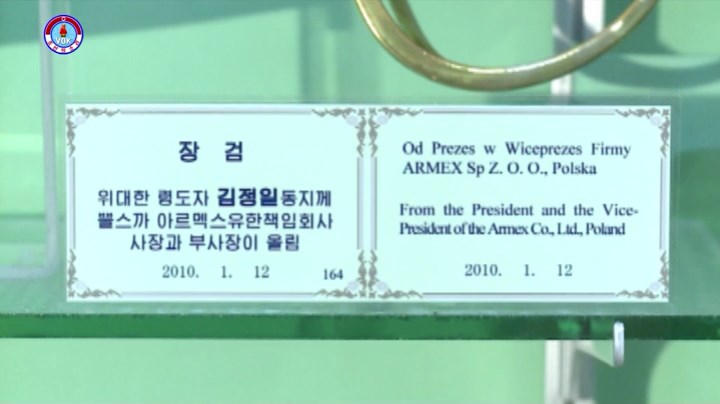 VOK
장 검
위대한 령도자 김정일동지께
뽈스까 아르멕스유한책임회사
사장과 부사장이 올림
2010. 1. 12
164
Od Prezes w Wiceprezes Firmy
ARMEX Sp Z. O. O., Polska
From the President and the Vice-
President of the Armex Co., Ltd., Poland
2010. 1. 12